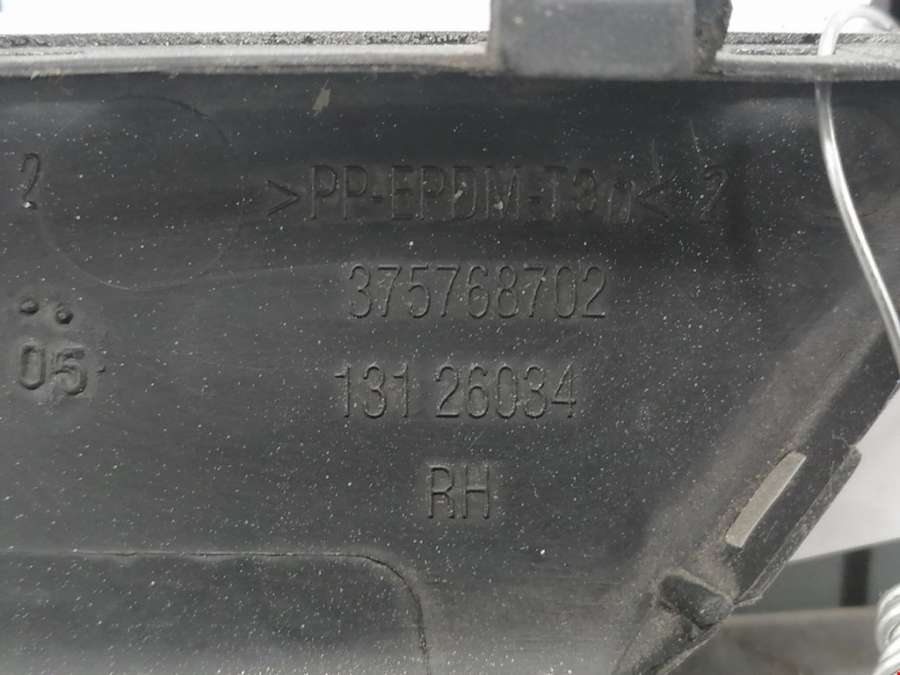 2 >PP-EPDM-T30< 2
375768702
05 131 26034
RH